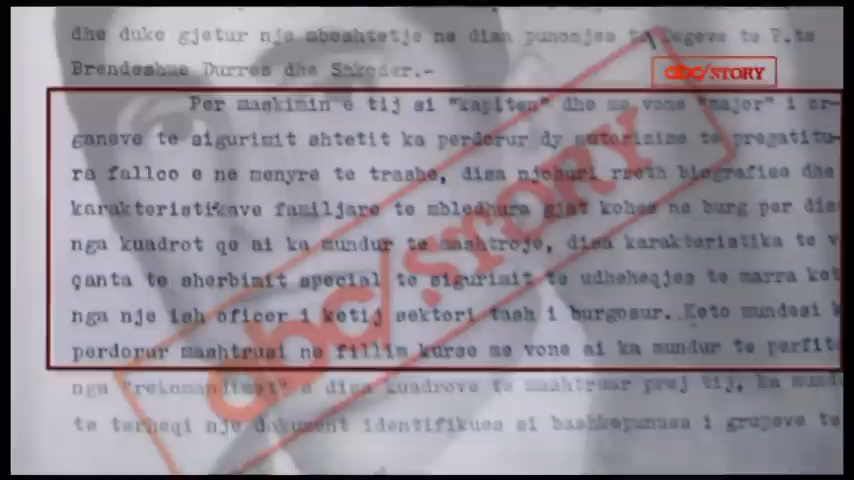 dhe duke gjetur nje mbeshtetje ne disa punonjes te Degeve te P.te
Brendeshme Durres dhe Shkoder.-
abc/STORY
Per maskimin e tij si "kapiten" dhe me vone "major" i or-
ganeve te sigurimit shtetit ka perdorur dy autorizime te pregatitu-
ra fallco e ne menyre te trashe, disa njohuri rreth biografise dhe
karakteristikave familjare te mbledhura gjat kohes ne burg per disa
nga kuadrot qe ai ka mundur te mashtroje, disa karakteristika te v
çanta te sherbimit special te sigurimit te udheheqjes te marra ket
nga nje ish oficer i ketij sektori tash i burgosur. Keto mundesi k
perdorur mashtrusi ne fillim kurse me vone ai ka mundur te perfit
nga "rekomandimet" e disa kuadrove te mashtruar prej tij, ka mund
te terheqi nje dokument identifikues si bashkepunues i grupeve te
abc/STORY